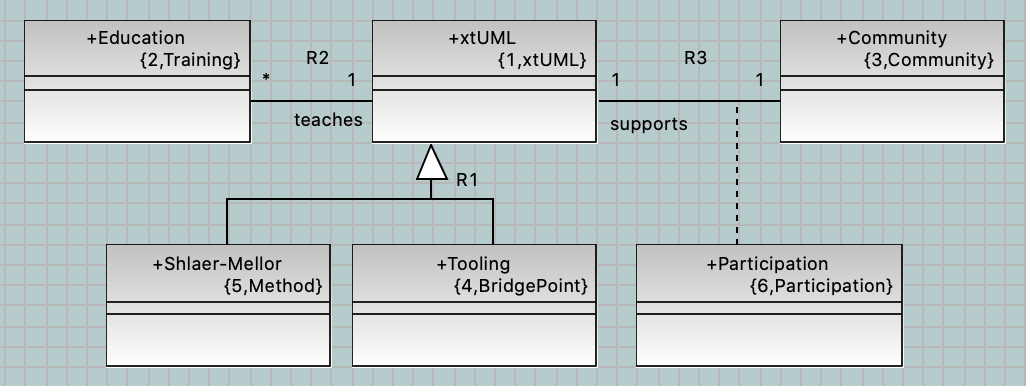 +Education
{2,Training}
R2
*
1
teaches
+xtUML
{1,xtUML}
R3
1
1
supports
+Community
{3,Community}
R1
+Shlaer-Mellor
{5,Method}
+Tooling
{4,BridgePoint}
+Participation
{6,Participation}